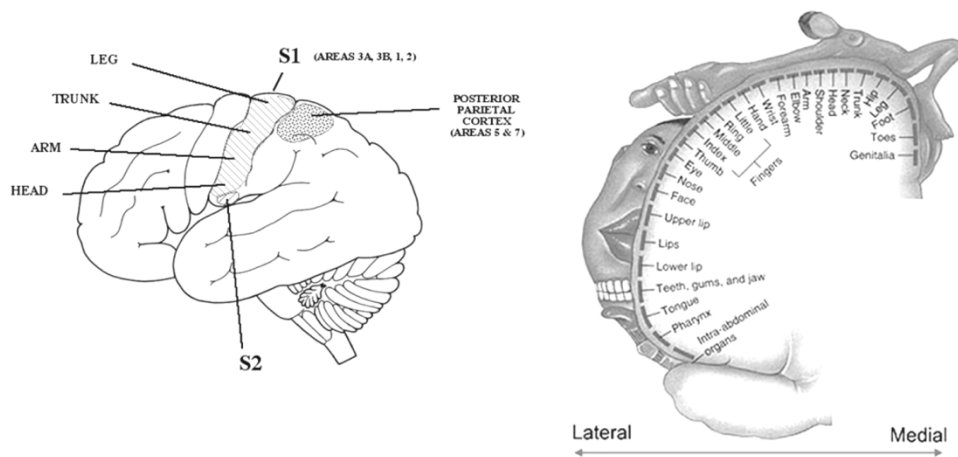 LEG
S1 (AREAS 3A, 3B, 1, 2)
TRUNK
POSTERIOR
PARIETAL
CORTEX
(AREAS 5 & 7)
ARM
HEAD
S2
Genitalia
Toes
Foot
Leg
Hip
Trunk
Neck
Head
Shoulder
Arm
Elbow
Forearm
Wrist
Hand
Little
Ring
Middle
Index
Thumb
Fingers
Eye
Nose
Face
Upper lip
Lips
Lower lip
Teeth, gums, and jaw
Tongue
Pharynx
Intra-abdominal
organs
Lateral
Medial